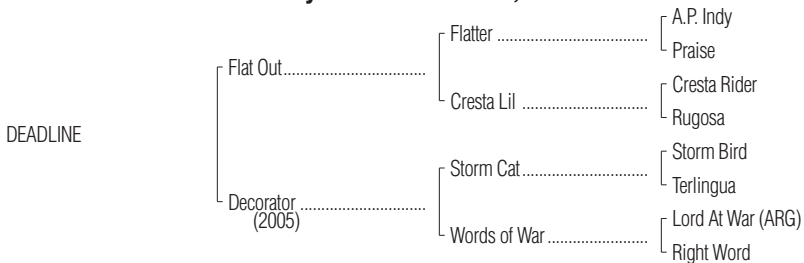 A.P. Indy
Flatter ..........................................
Praise
Flat Out........................................
Cresta Rider
Cresta Lil ...................................
Rugosa
DEADLINE
Storm Bird
Storm Cat....................................
Terlingua
Decorator ...................................
(2005)
Lord At War (ARG)
Words of War ............................
Right Word